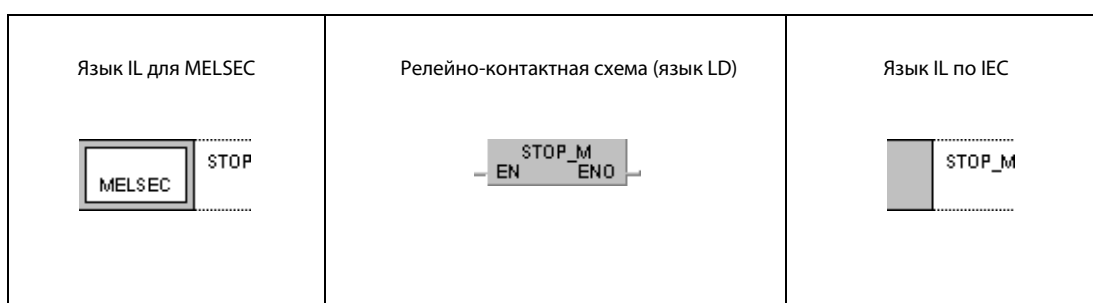 Язык IL для MELSEC
Релейно-контактная схема (язык LD)
Язык IL по IEC
MELSEC
STOP
STOP_M
EN ENO
STOP_M